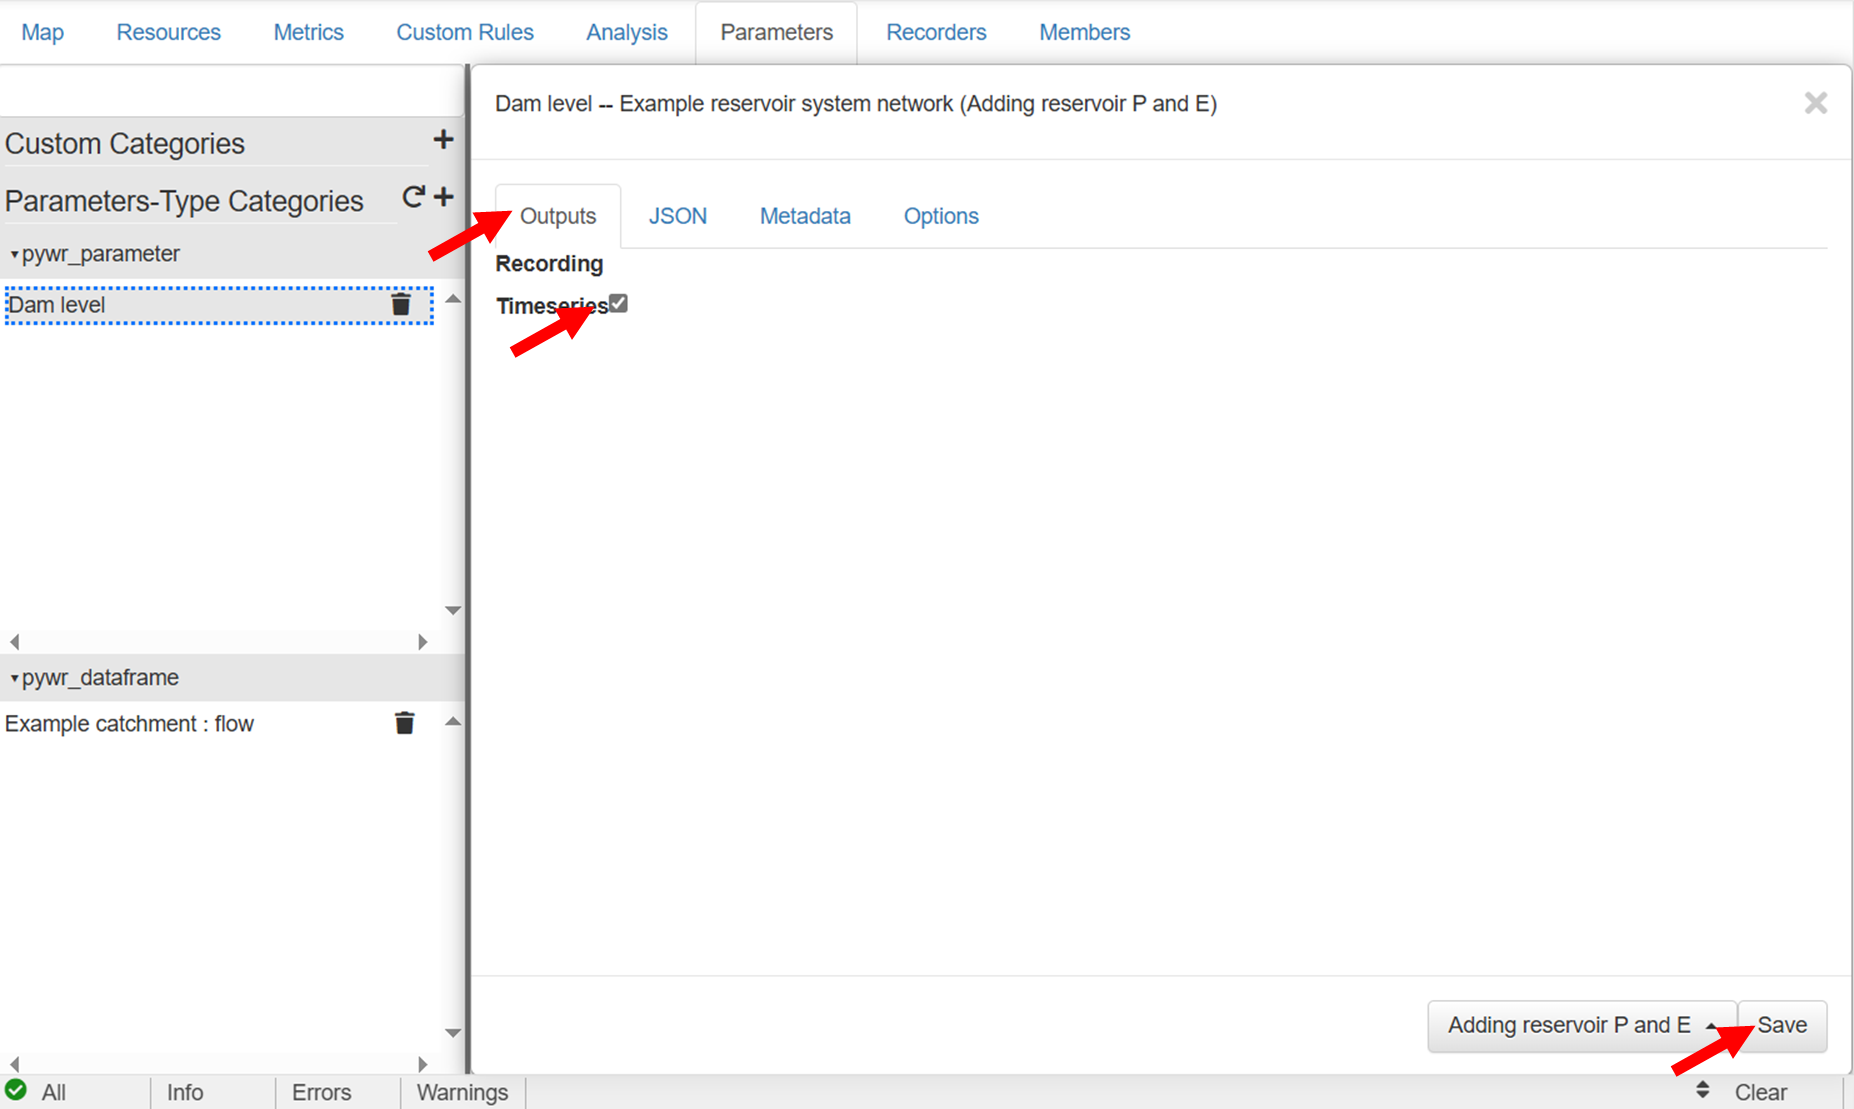 Map Resources Metrics Custom Rules Analysis Parameters Recorders Members
Dam level -- Example reservoir system network (Adding reservoir P and E)
Custom Categories
Parameters-Type Categories
pywr_parameter
Dam level
pywr_dataframe
Example catchment : flow
Outputs JSON Metadata Options
Recording
Timeseries
Adding reservoir P and E Save
All Info Errors Warnings Clear